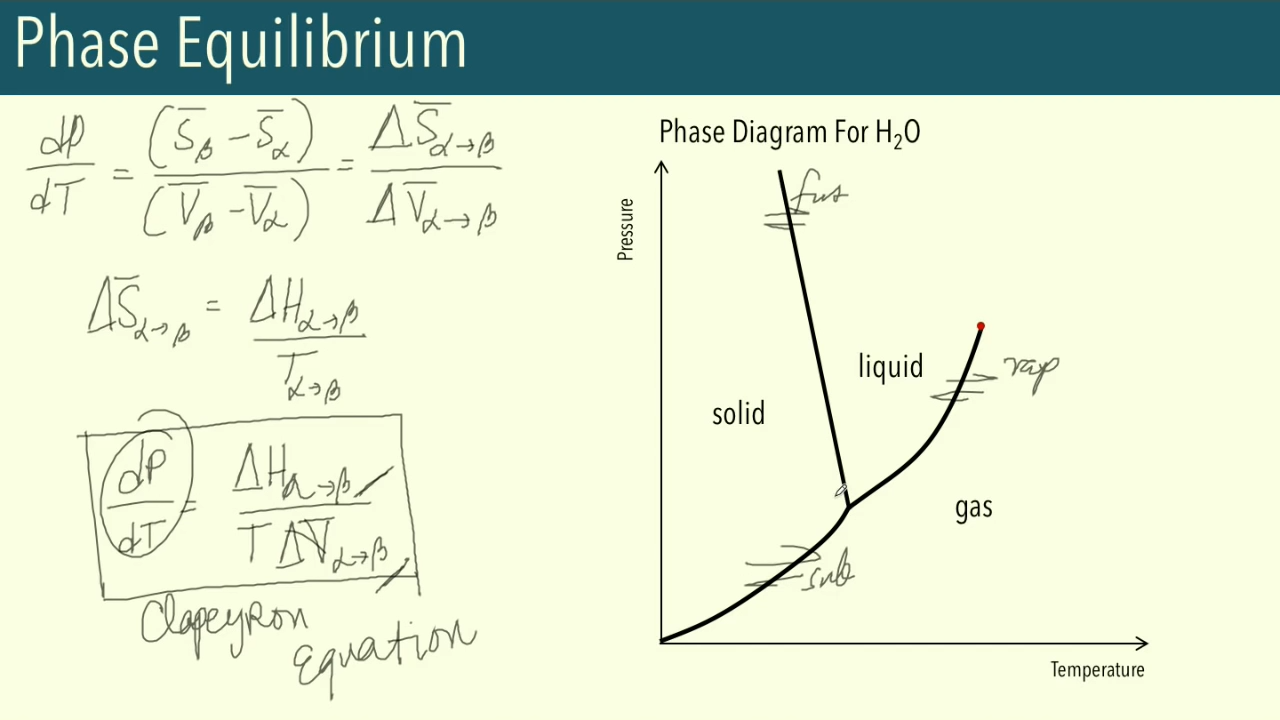 Phase Equilibrium
dP/dT = (S̅β − S̅α)/(V̅β − V̅α) = ΔS̅α→β/ΔV̅α→β
ΔS̅α→β = ΔHα→β/Tα→β
dP/dT = ΔHα→β/TΔV̅α→β
Clapeyron
Equation
Phase Diagram For H₂O
Pressure
fus
liquid
vap
solid
gas
sub
Temperature